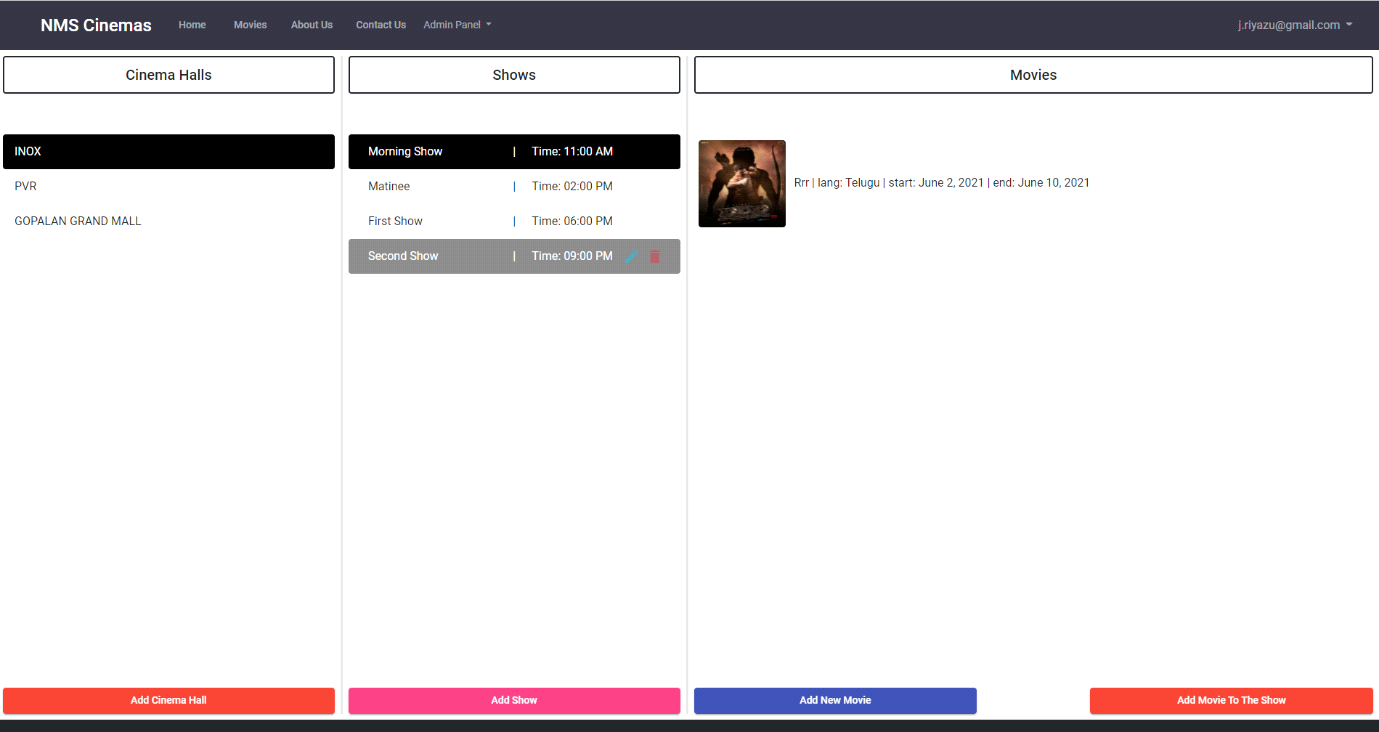 NMS Cinemas Home Movies About Us Contact Us Admin Panel j.riyazu@gmail.com
Cinema Halls
INOX
PVR
GOPALAN GRAND MALL
Add Cinema Hall
Shows
Morning Show | Time: 11:00 AM
Matinee | Time: 02:00 PM
First Show | Time: 06:00 PM
Second Show | Time: 09:00 PM
Add Show
Movies
Rrr | lang: Telugu | start: June 2, 2021 | end: June 10, 2021
Add New Movie Add Movie To The Show